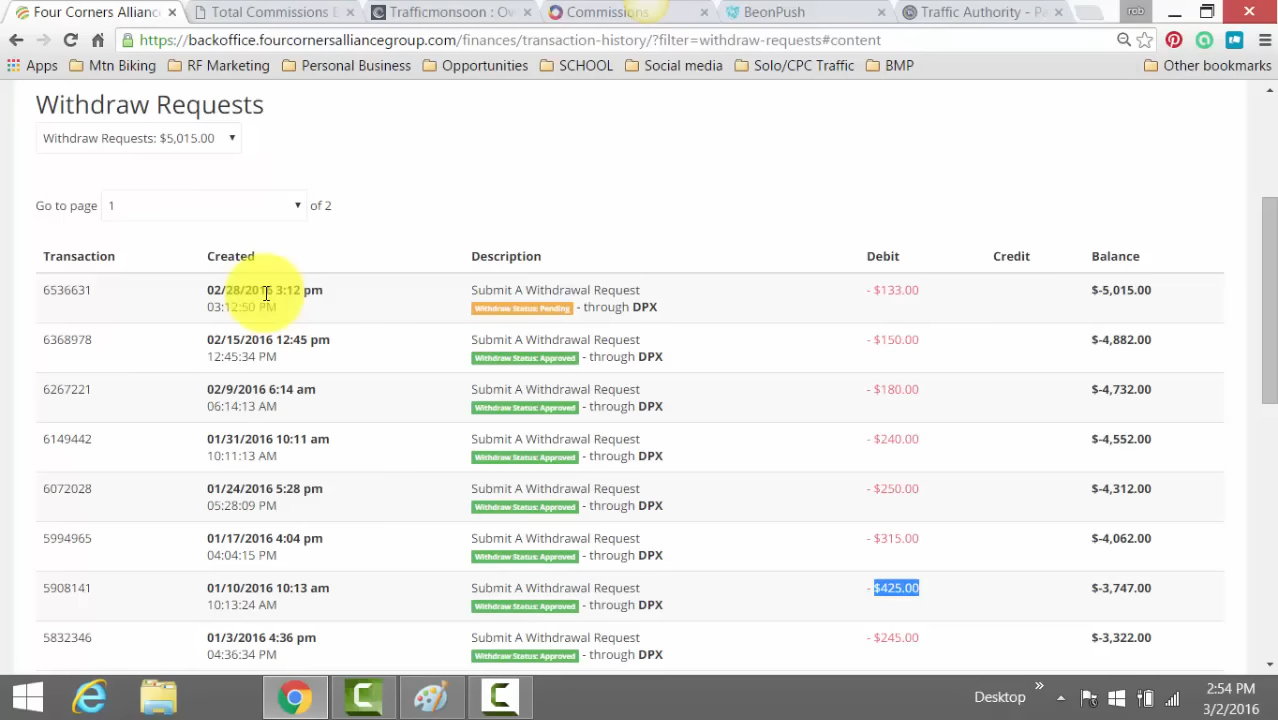 Four Corners Allianc
Total Commissions E
Trafficmonsoon : Ov
Commissions
BeonPush
Traffic Authority - Pa
rob
https://backoffice.fourcornersalliancegroup.com/finances/transaction-history/?filter=withdraw-requests#content
Apps Mtn Biking RF Marketing Personal Business Opportunities SCHOOL Social media Solo/CPC Traffic BMP Other bookmarks
Withdraw Requests
Withdraw Requests: $5,015.00
Go to page 1 of 2
Transaction Created Description Debit Credit Balance
6536631 02/28/2016 3:12 pm Submit A Withdrawal Request - $133.00 $-5,015.00
03:12:50 PM Withdraw Status: Pending - through DPX
6368978 02/15/2016 12:45 pm Submit A Withdrawal Request - $150.00 $-4,882.00
12:45:34 PM Withdraw Status: Approved - through DPX
6267221 02/9/2016 6:14 am Submit A Withdrawal Request - $180.00 $-4,732.00
06:14:13 AM Withdraw Status: Approved - through DPX
6149442 01/31/2016 10:11 am Submit A Withdrawal Request - $240.00 $-4,552.00
10:11:13 AM Withdraw Status: Approved - through DPX
6072028 01/24/2016 5:28 pm Submit A Withdrawal Request - $250.00 $-4,312.00
05:28:09 PM Withdraw Status: Approved - through DPX
5994965 01/17/2016 4:04 pm Submit A Withdrawal Request - $315.00 $-4,062.00
04:04:15 PM Withdraw Status: Approved - through DPX
5908141 01/10/2016 10:13 am Submit A Withdrawal Request - $425.00 $-3,747.00
10:13:24 AM Withdraw Status: Approved - through DPX
5832346 01/3/2016 4:36 pm Submit A Withdrawal Request - $245.00 $-3,322.00
04:36:34 PM Withdraw Status: Approved - through DPX
Desktop
2:54 PM
3/2/2016